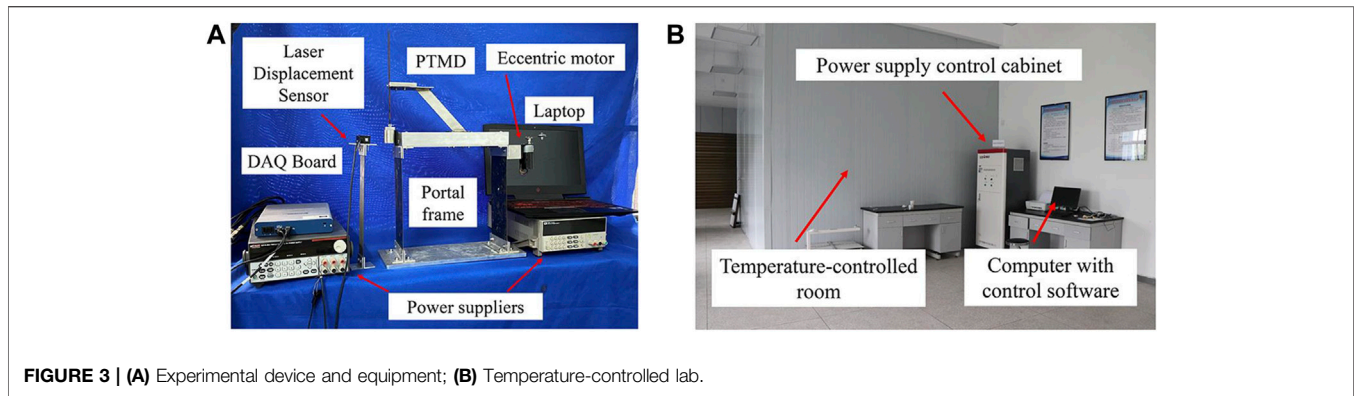 A
Laser
Displacement
Sensor
PTMD
Eccentric motor
Laptop
DAQ Board
Portal
frame
Power suppliers
B
Power supply control cabinet
Temperature-controlled
room
Computer with
control software
FIGURE 3 | (A) Experimental device and equipment; (B) Temperature-controlled lab.